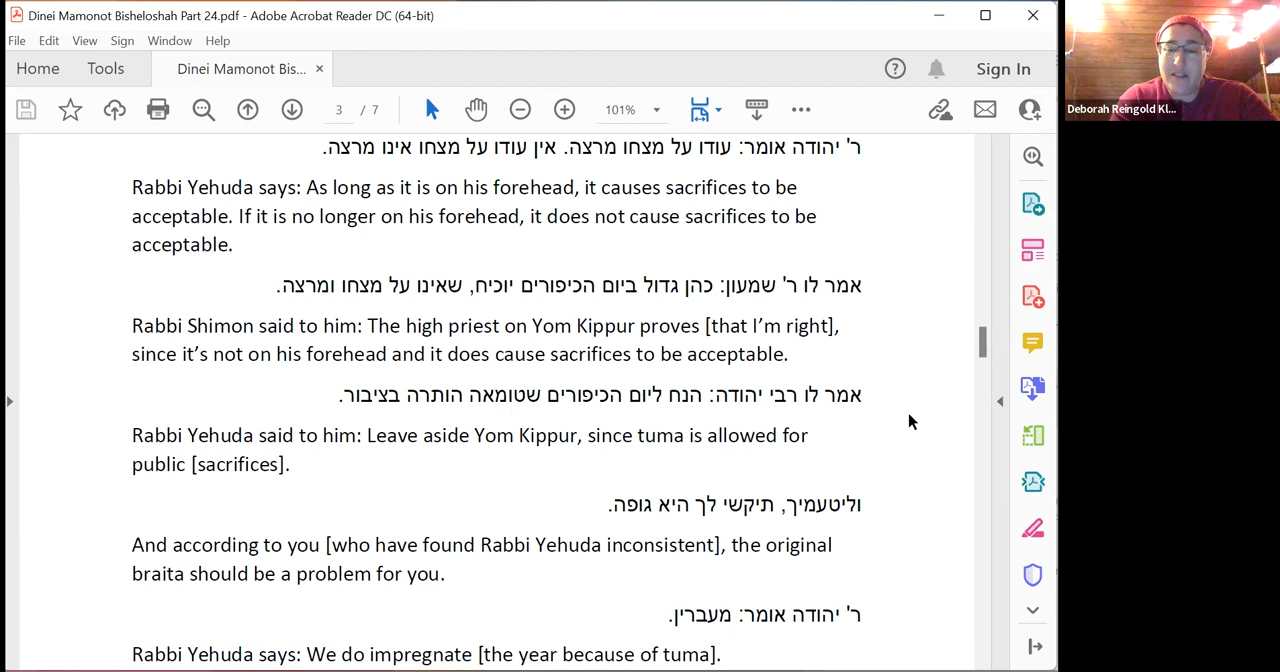 Dinei Mamonot Bisheloshah Part 24.pdf - Adobe Acrobat Reader DC (64-bit)
File Edit View Sign Window Help
Home Tools Dinei Mamonot Bis... × Sign In
3 / 7 101%
Deborah Reingold Kl...
ר' יהודה אומר: עודו על מצחו מרצה. אין עודו על מצחו אינו מרצה.
Rabbi Yehuda says: As long as it is on his forehead, it causes sacrifices to be
acceptable. If it is no longer on his forehead, it does not cause sacrifices to be
acceptable.
אמר לו ר' שמעון: כהן גדול ביום הכיפורים יוכיח, שאינו על מצחו ומרצה.
Rabbi Shimon said to him: The high priest on Yom Kippur proves [that I'm right],
since it's not on his forehead and it does cause sacrifices to be acceptable.
אמר לו רבי יהודה: הנח ליום הכיפורים שטומאה הותרה בציבור.
Rabbi Yehuda said to him: Leave aside Yom Kippur, since tuma is allowed for
public [sacrifices].
וליטעמיך, תיקשי לך היא גופה.
And according to you [who have found Rabbi Yehuda inconsistent], the original
braita should be a problem for you.
ר' יהודה אומר: מעברין.
Rabbi Yehuda says: We do impregnate [the year because of tuma].